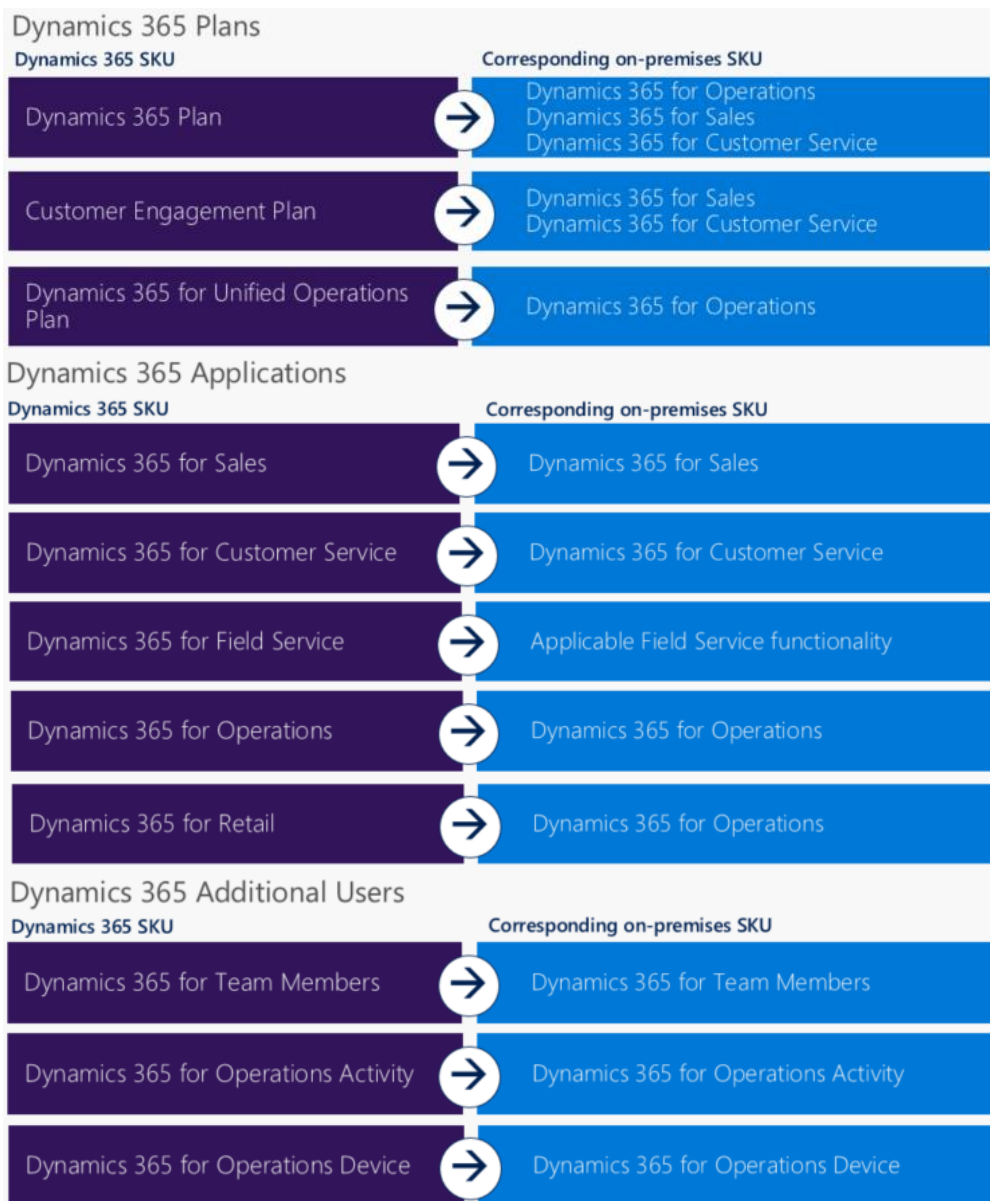 Dynamics 365 Plans
Dynamics 365 SKU
Corresponding on-premises SKU
Dynamics 365 Plan
Dynamics 365 for Operations
Dynamics 365 for Sales
Dynamics 365 for Customer Service
Customer Engagement Plan
Dynamics 365 for Sales
Dynamics 365 for Customer Service
Dynamics 365 for Unified Operations
Plan
Dynamics 365 for Operations
Dynamics 365 Applications
Dynamics 365 SKU
Corresponding on-premises SKU
Dynamics 365 for Sales
Dynamics 365 for Sales
Dynamics 365 for Customer Service
Dynamics 365 for Customer Service
Dynamics 365 for Field Service
Applicable Field Service functionality
Dynamics 365 for Operations
Dynamics 365 for Operations
Dynamics 365 for Retail
Dynamics 365 for Operations
Dynamics 365 Additional Users
Dynamics 365 SKU
Corresponding on-premises SKU
Dynamics 365 for Team Members
Dynamics 365 for Team Members
Dynamics 365 for Operations Activity
Dynamics 365 for Operations Activity
Dynamics 365 for Operations Device
Dynamics 365 for Operations Device